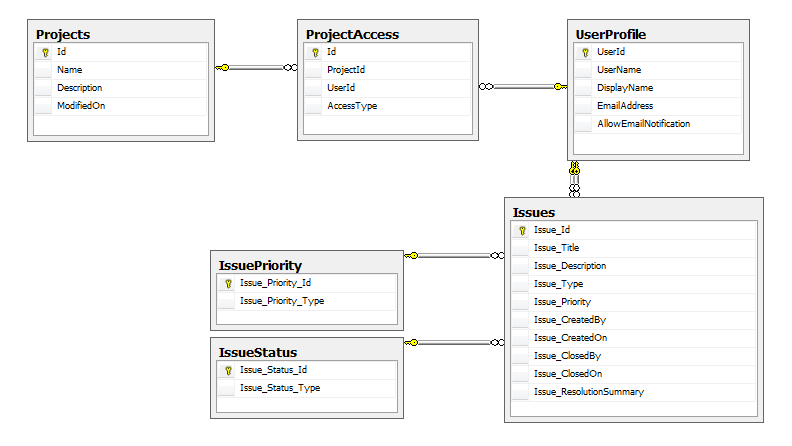 Projects
Id
Name
Description
ModifiedOn
ProjectAccess
Id
ProjectId
UserId
AccessType
UserProfile
UserId
UserName
DisplayName
EmailAddress
AllowEmailNotification
Issues
Issue_Id
Issue_Title
Issue_Description
Issue_Type
Issue_Priority
Issue_CreatedBy
Issue_CreatedOn
Issue_ClosedBy
Issue_ClosedOn
Issue_ResolutionSummary
IssuePriority
Issue_Priority_Id
Issue_Priority_Type
IssueStatus
Issue_Status_Id
Issue_Status_Type